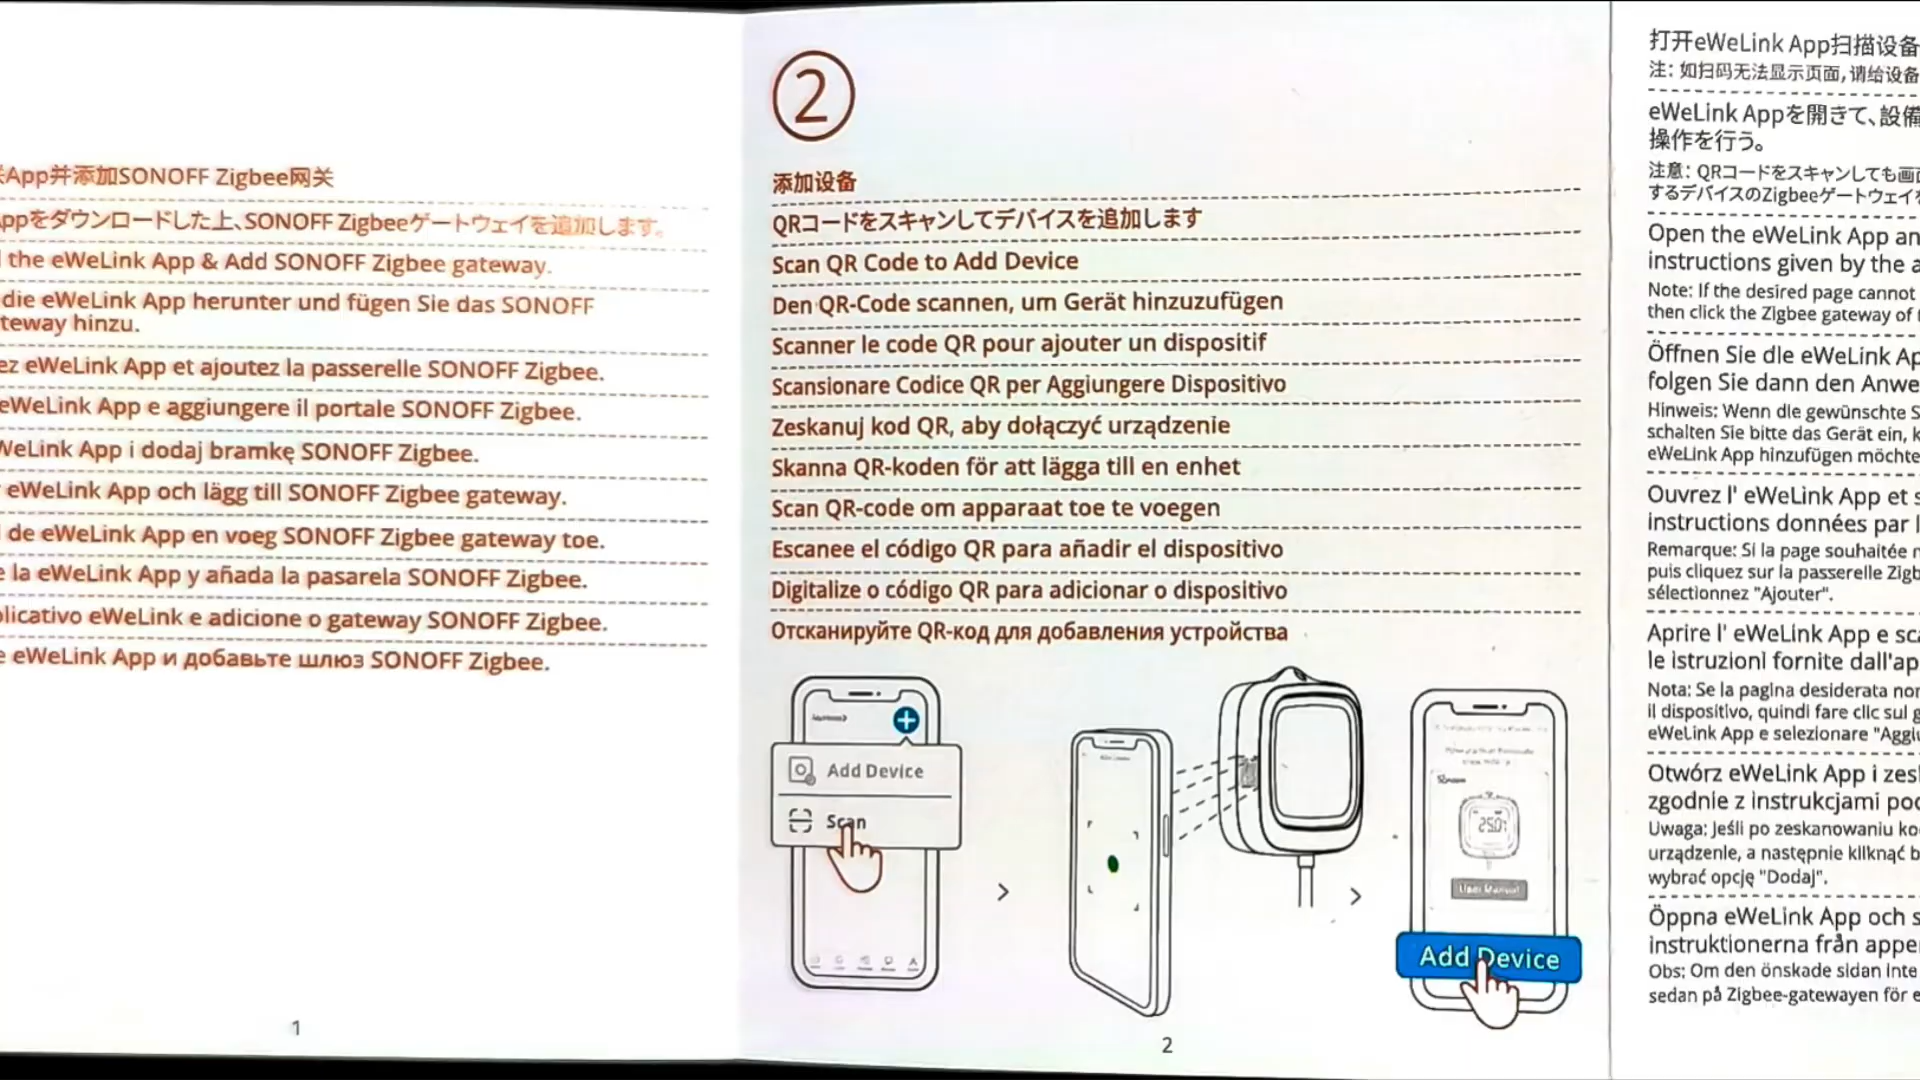 App并添加SONOFF Zigbee网关
Appをダウンロードした上、SONOFF Zigbeeゲートウェイを追加します。
the eWeLink App & Add SONOFF Zigbee gateway.
die eWeLink App herunter und fügen Sie das SONOFF
teway hinzu.
ez eWeLink App et ajoutez la passerelle SONOFF Zigbee.
eWeLink App e aggiungere il portale SONOFF Zigbee.
WeLink App i dodaj bramkę SONOFF Zigbee.
eWeLink App och lägg till SONOFF Zigbee gateway.
de eWeLink App en voeg SONOFF Zigbee gateway toe.
e la eWeLink App y añada la pasarela SONOFF Zigbee.
plicativo eWeLink e adicione o gateway SONOFF Zigbee.
е eWeLink App и добавьте шлюз SONOFF Zigbee.
1
2
添加设备
QRコードをスキャンしてデバイスを追加します
Scan QR Code to Add Device
Den QR-Code scannen, um Gerät hinzuzufügen
Scanner le code QR pour ajouter un dispositif
Scansionare Codice QR per Aggiungere Dispositivo
Zeskanuj kod QR, aby dołączyć urządzenie
Skanna QR-koden för att lägga till en enhet
Scan QR-code om apparaat toe te voegen
Escanee el código QR para añadir el dispositivo
Digitalize o código QR para adicionar o dispositivo
Отсканируйте QR-код для добавления устройства
Add Device
Scan
User Manual
Add Device
2
打开eWeLink App扫描设备
注: 如扫码无法显示页面,请给设备
eWeLink Appを開きて、設備
操作を行う。
注意: QRコードをスキャンしても画面
するデバイスのZigbeeゲートウェイを
Open the eWeLink App an
instructions given by the a
Note: If the desired page cannot
then click the Zigbee gateway of
Öffnen Sie die eWeLink Ap
folgen Sie dann den Anwe
Hinweis: Wenn die gewünschte S
schalten Sie bitte das Gerät ein, k
eWeLink App hinzufügen möchte
Ouvrez l' eWeLink App et s
instructions données par l
Remarque: Si la page souhaitée n
puis cliquez sur la passerelle Zigb
sélectionnez "Ajouter".
Aprire l' eWeLink App e sca
le istruzioni fornite dall'ap
Nota: Se la pagina desiderata non
il dispositivo, quindi fare clic sul g
eWeLink App e selezionare "Aggiu
Otwórz eWeLink App i zesk
zgodnie z instrukcjami pod
Uwaga: Jeśli po zeskanowaniu ko
urządzenie, a następnie kliknąć b
wybrać opcję "Dodaj".
Öppna eWeLink App och s
instruktionerna från appen
Obs: Om den önskade sidan inte
sedan på Zigbee-gatewayen för e